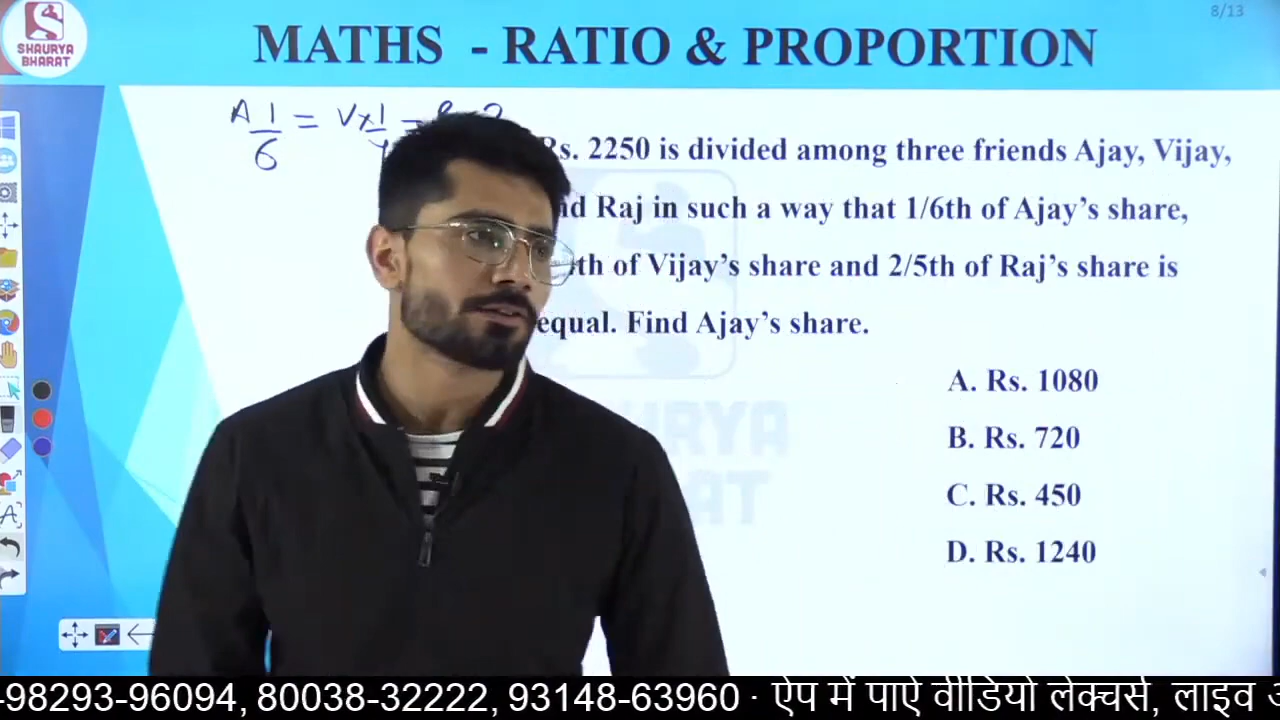 8/13
SHAURYA
BHARAT
MATHS - RATIO & PROPORTION
A 1/6 = V×1/
Rs. 2250 is divided among three friends Ajay, Vijay,
Raj in such a way that 1/6th of Ajay’s share,
of Vijay’s share and 2/5th of Raj’s share is
equal. Find Ajay’s share.
A. Rs. 1080
B. Rs. 720
C. Rs. 450
D. Rs. 1240
-98293-96094, 80038-32222, 93148-63960 · ऐप में पाऐ वीडियो लेक्चर्स, लाइव